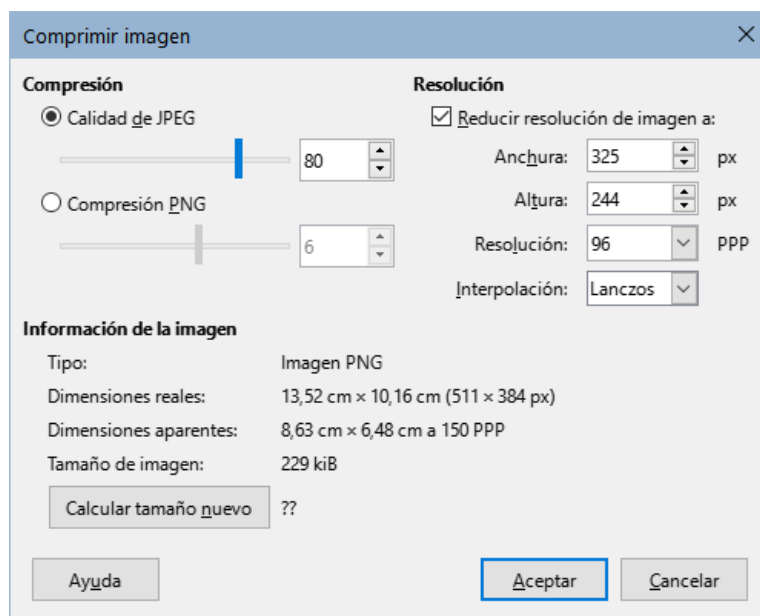 Comprimir imagen
Compresión
Calidad de JPEG
80
Compresión PNG
6
Resolución
Reducir resolución de imagen a:
Anchura: 325 px
Altura: 244 px
Resolución: 96 PPP
Interpolación: Lanczos
Información de la imagen
Tipo: Imagen PNG
Dimensiones reales: 13,52 cm × 10,16 cm (511 × 384 px)
Dimensiones aparentes: 8,63 cm × 6,48 cm a 150 PPP
Tamaño de imagen: 229 kiB
Calcular tamaño nuevo ??
Ayuda Aceptar Cancelar